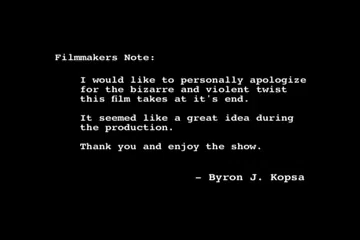 Filmmakers Note:
I would like to personally apologize
for the bizarre and violent twist
this film takes at it's end.
It seemed like a great idea during
the production.
Thank you and enjoy the show.
- Byron J. Kopsa